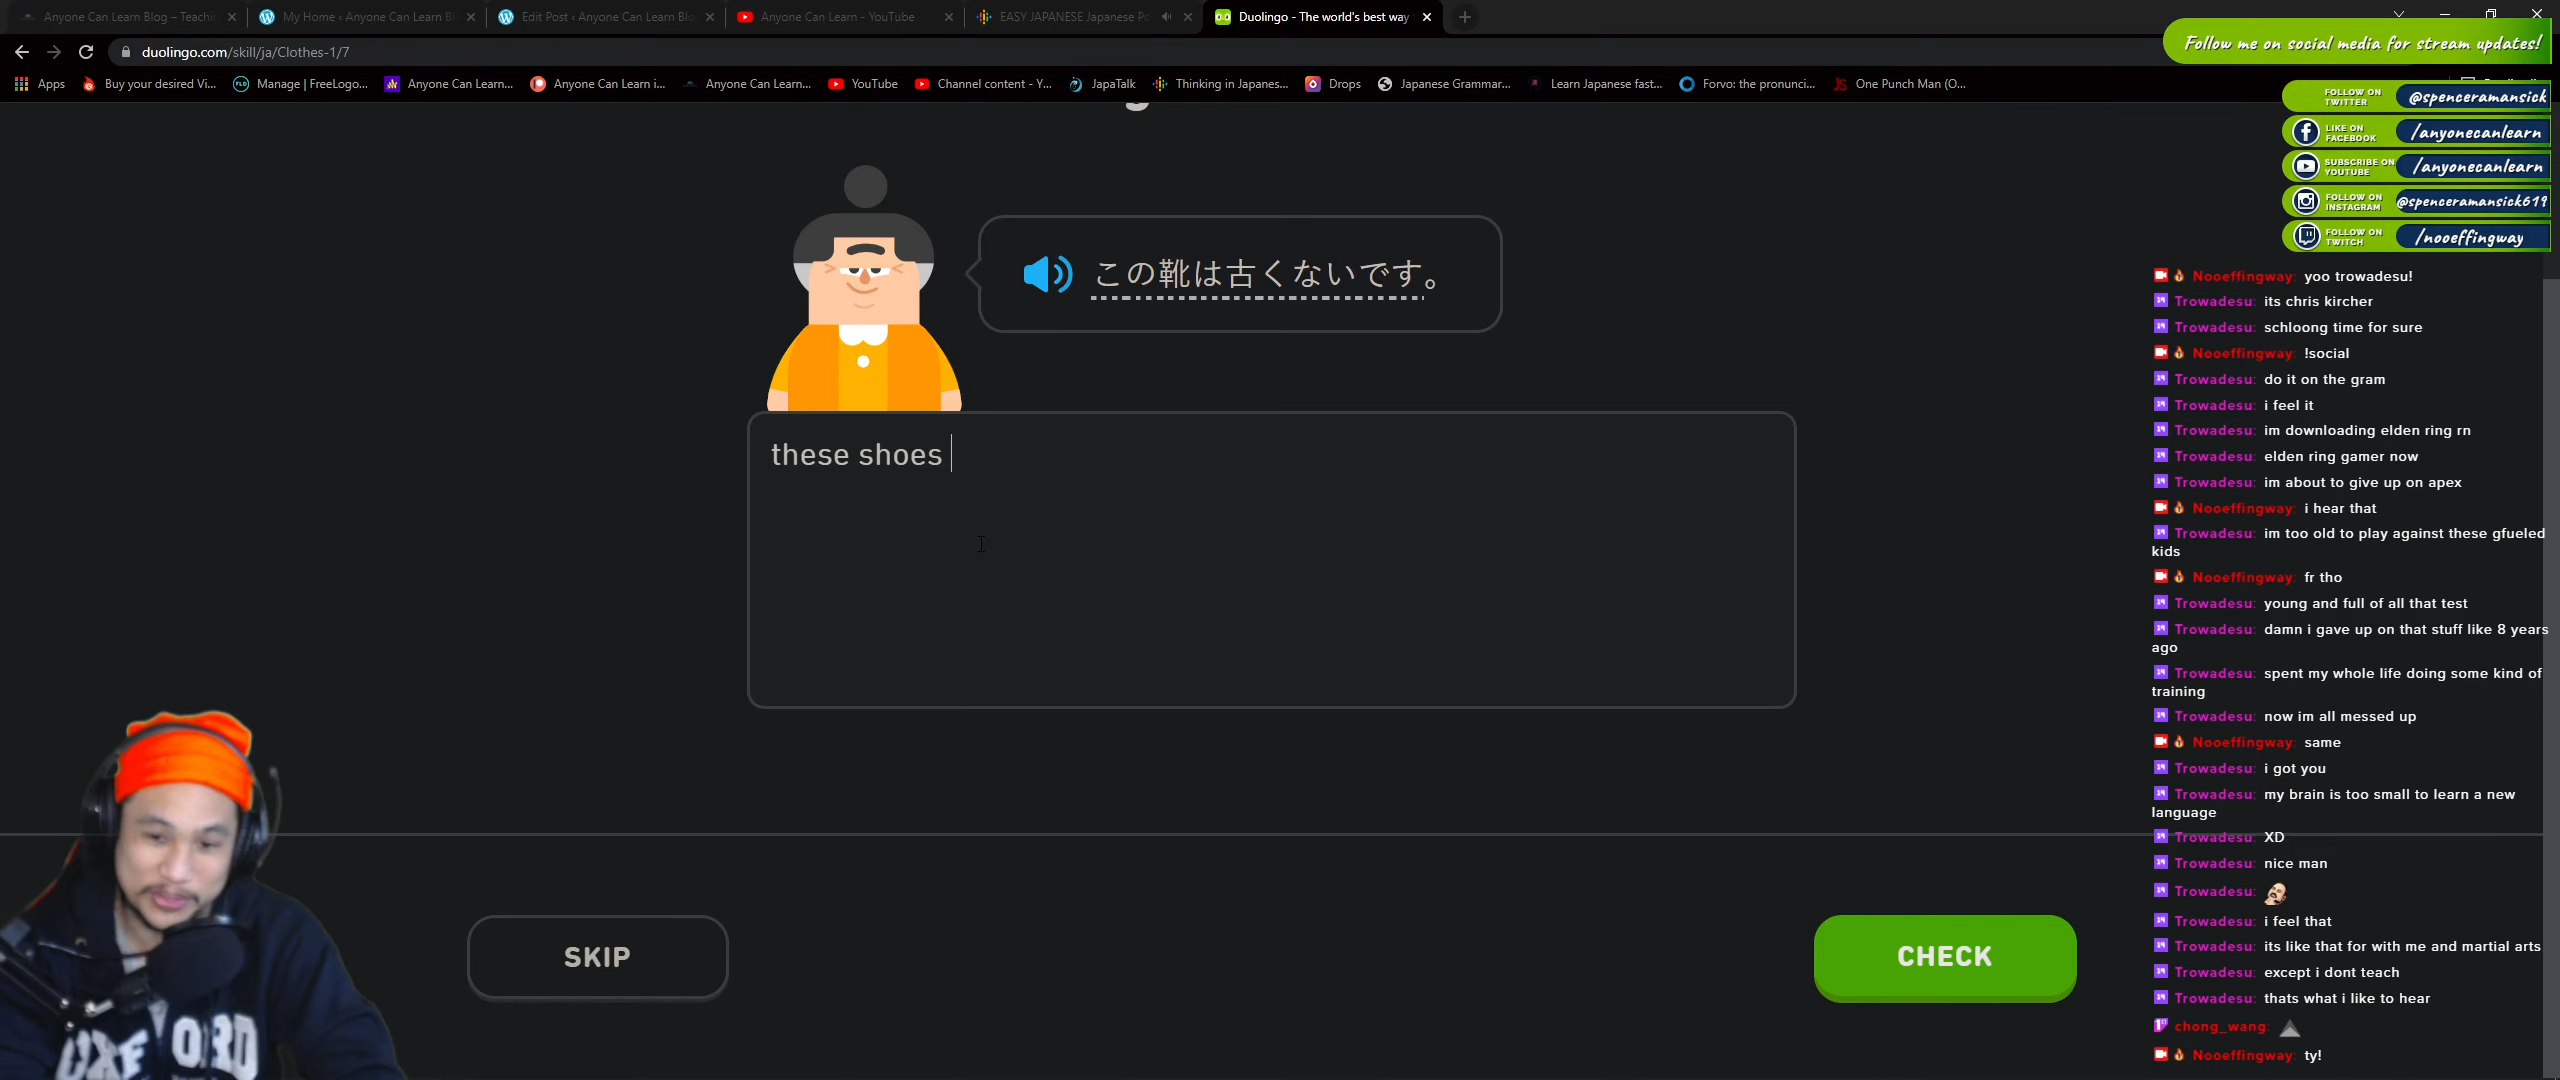 Anyone Can Learn Blog – Teachin
My Home ‹ Anyone Can Learn Bl
Edit Post ‹ Anyone Can Learn Blo
Anyone Can Learn - YouTube
EASY JAPANESE Japanese Po
Duolingo - The world's best way
duolingo.com/skill/ja/Clothes-1/7
Apps
Buy your desired Vi...
Manage | FreeLogo...
Anyone Can Learn...
Anyone Can Learn i...
Anyone Can Learn...
YouTube
Channel content - Y...
JapaTalk
Thinking in Japanes...
Drops
Japanese Grammar...
Learn Japanese fast...
Forvo: the pronunci...
One Punch Man (O...
Follow me on social media for stream updates!
FOLLOW ON
TWITTER
@spenceramansick
LIKE ON
FACEBOOK
/anyonecanlearn
SUBSCRIBE ON
YOUTUBE
/anyonecanlearn
FOLLOW ON
INSTAGRAM
@spenceramansick619
FOLLOW ON
TWITCH
/nooeffingway
この靴は古くないです。
these shoes
SKIP
CHECK
Nooeffingway: yoo trowadesu!
Trowadesu: its chris kircher
Trowadesu: schloong time for sure
Nooeffingway: !social
Trowadesu: do it on the gram
Trowadesu: i feel it
Trowadesu: im downloading elden ring rn
Trowadesu: elden ring gamer now
Trowadesu: im about to give up on apex
Nooeffingway: i hear that
Trowadesu: im too old to play against these gfueled
kids
Nooeffingway: fr tho
Trowadesu: young and full of all that test
Trowadesu: damn i gave up on that stuff like 8 years
ago
Trowadesu: spent my whole life doing some kind of
training
Trowadesu: now im all messed up
Nooeffingway: same
Trowadesu: i got you
Trowadesu: my brain is too small to learn a new
language
Trowadesu: XD
Trowadesu: nice man
Trowadesu:
Trowadesu: i feel that
Trowadesu: its like that for with me and martial arts
Trowadesu: except i dont teach
Trowadesu: thats what i like to hear
chong_wang:
Nooeffingway: ty!